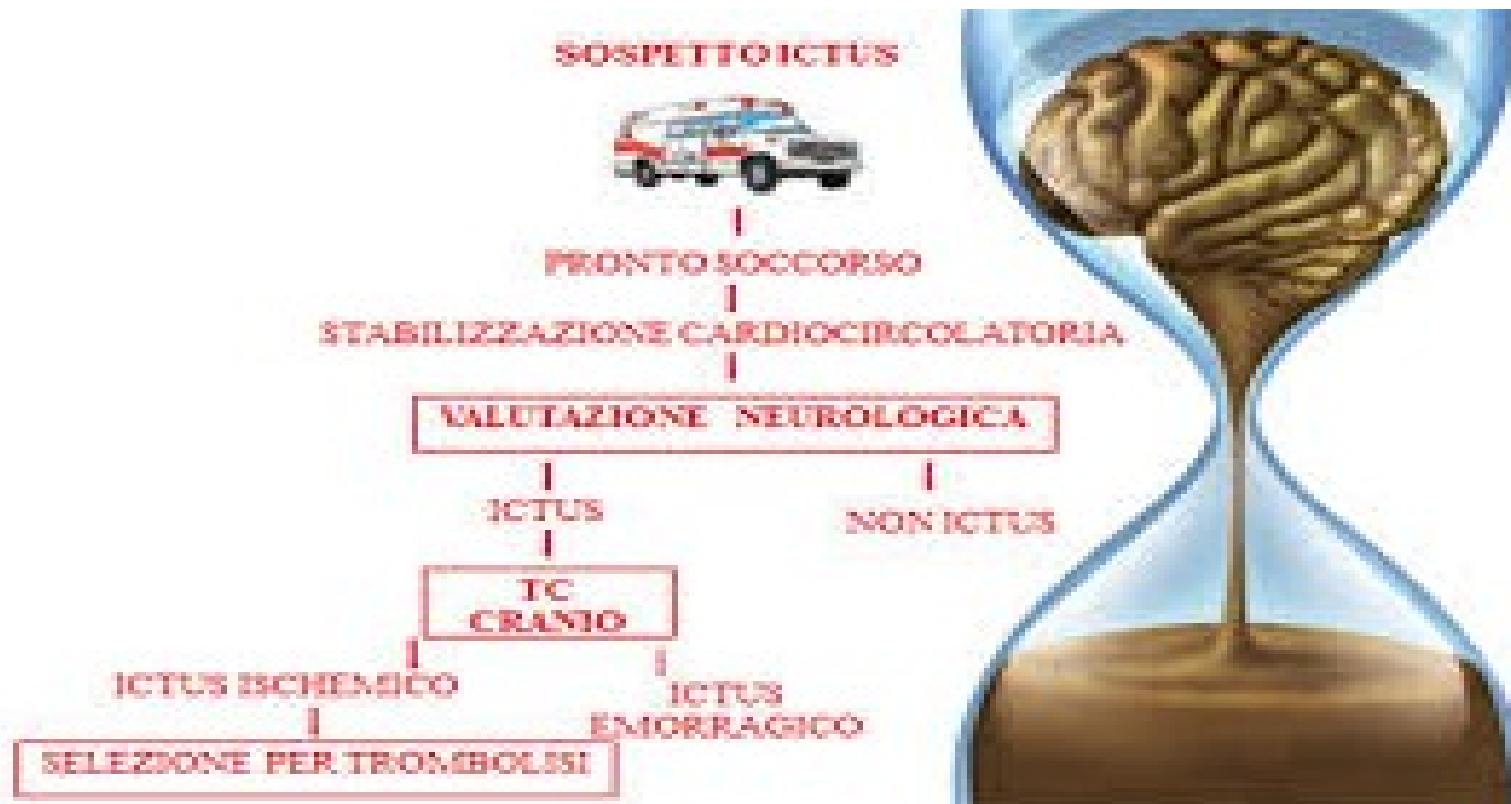 SOSPETTO ICTUS
PRONTO SOCCORSO
STABILIZZAZIONE CARDIOCIRCOLATORIA
VALUTAZIONE NEUROLOGICA
ICTUS
NON ICTUS
TC
CRANIO
ICTUS ISCHEMICO
ICTUS
EMORRAGICO
SELEZIONE PER TROMBOLISI